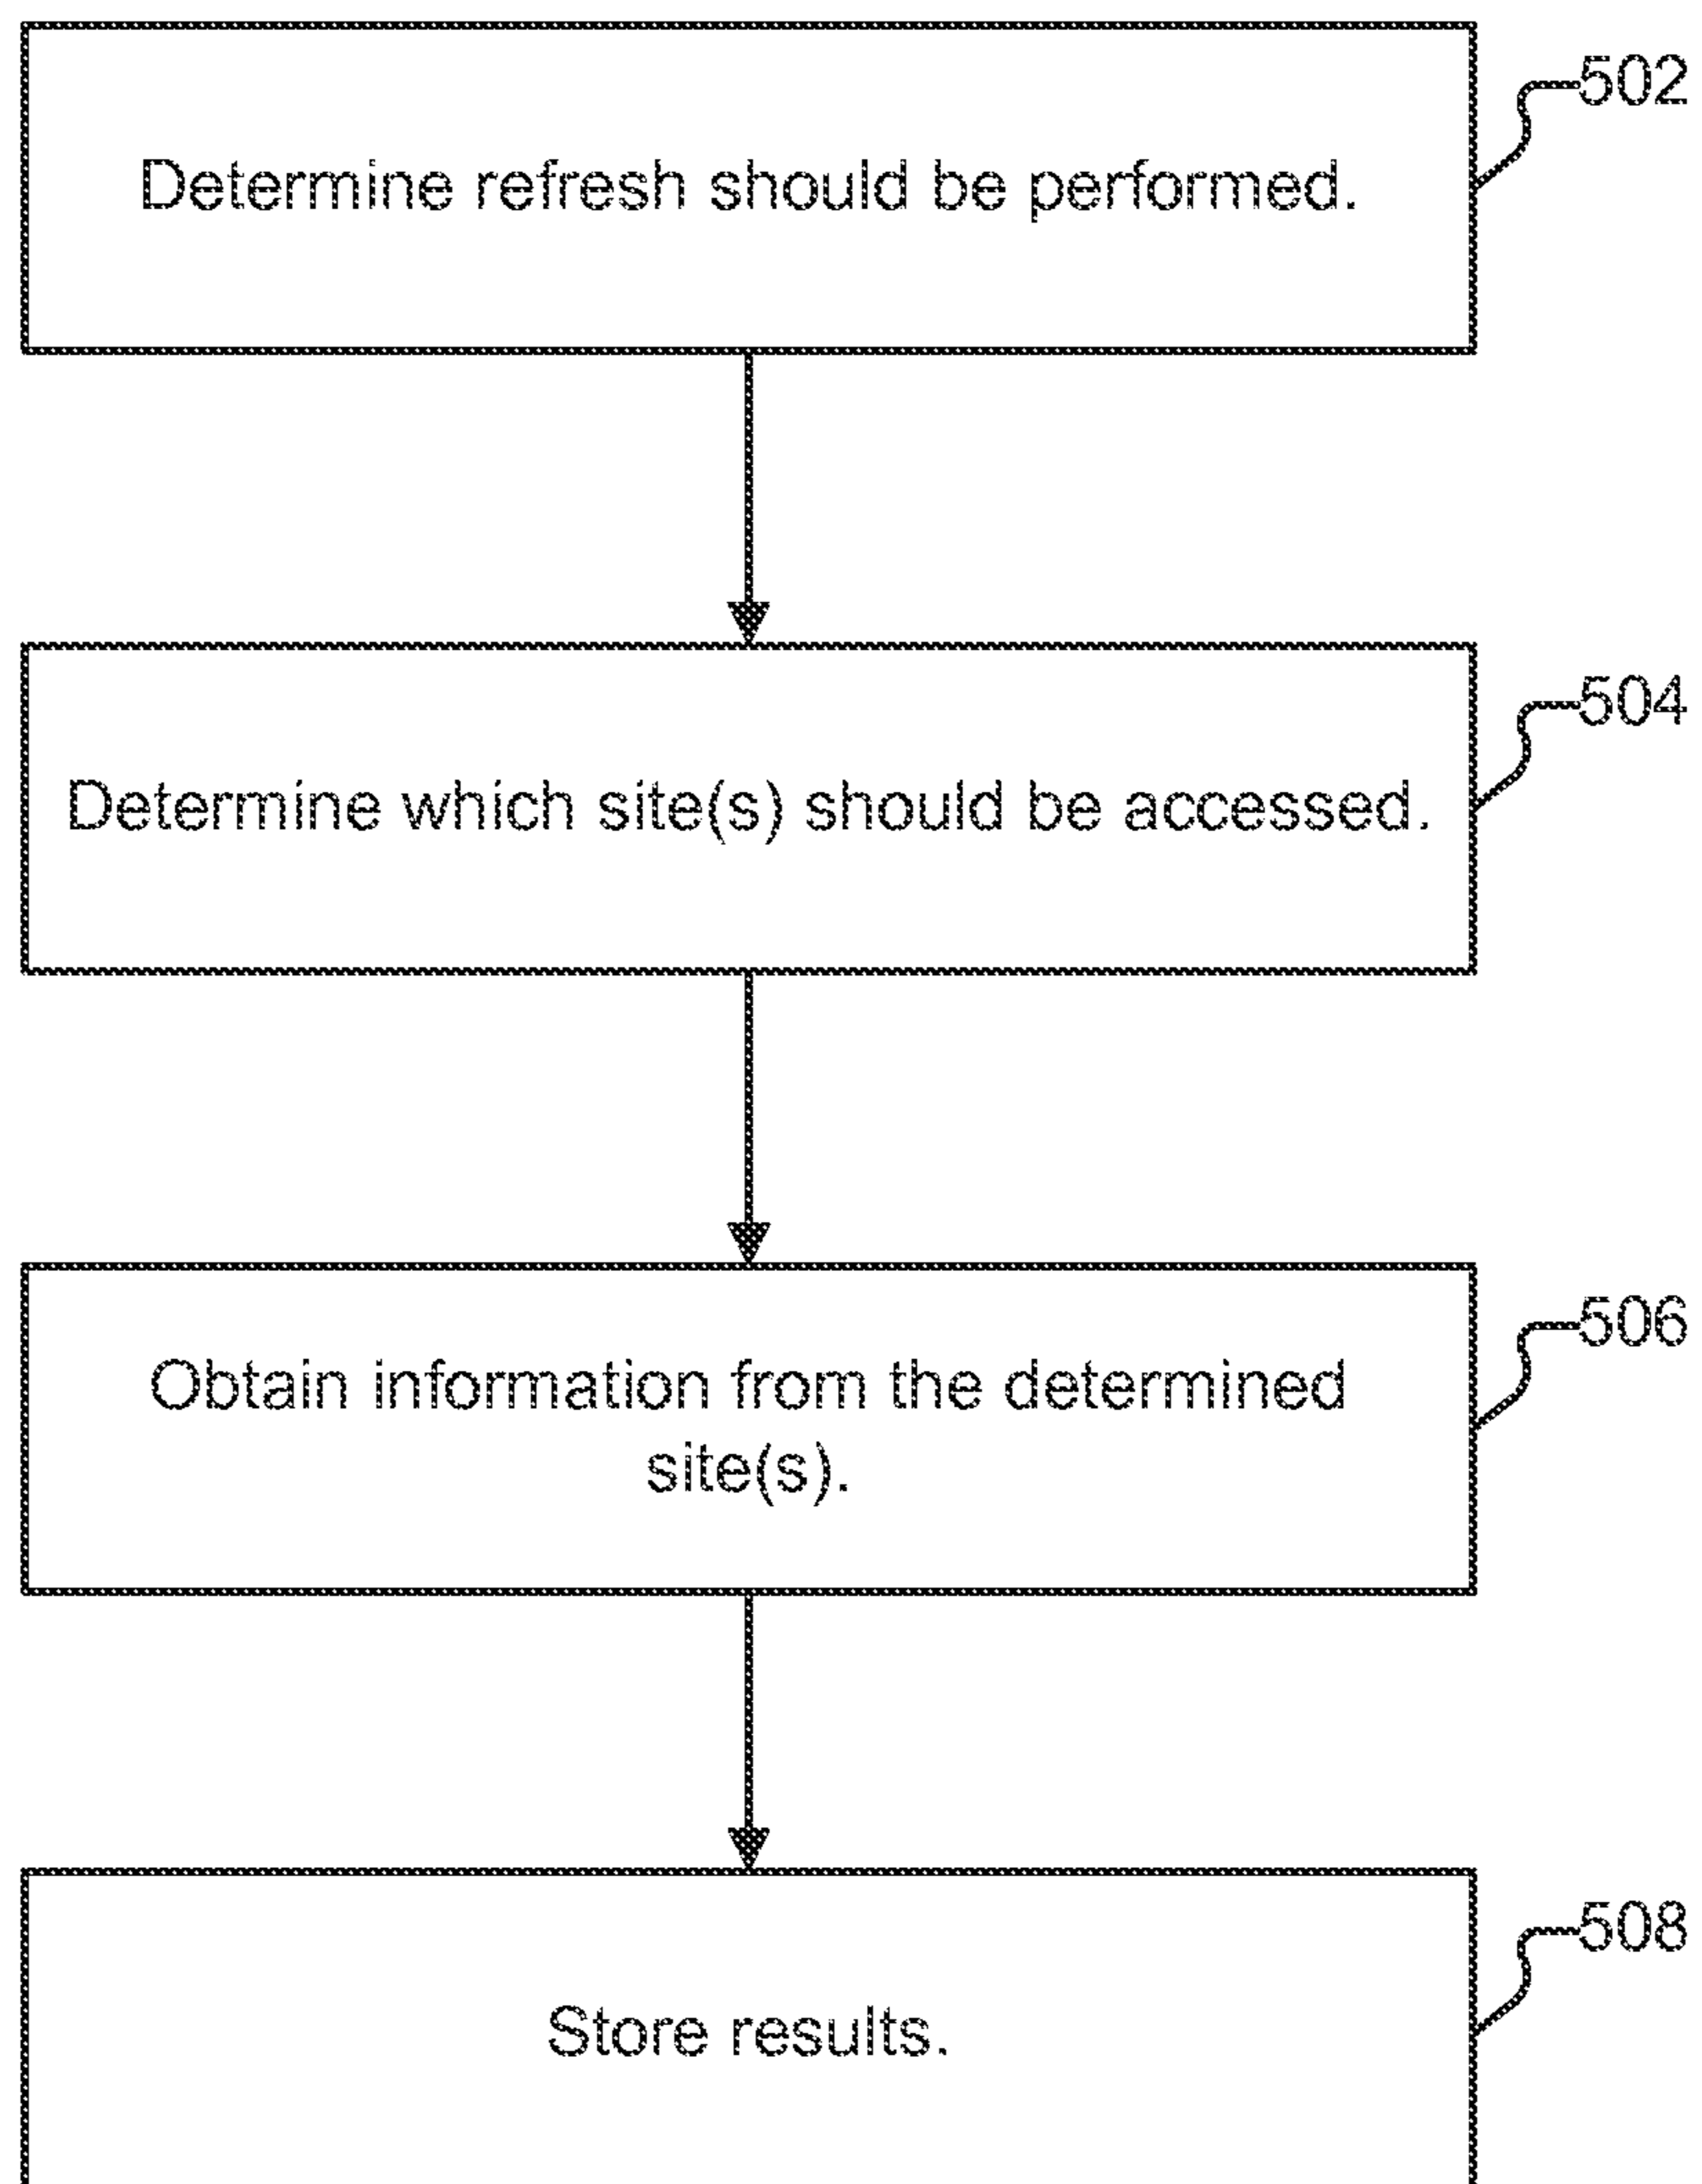 502
Determine refresh should be performed.
504
Determine which site(s) should be accessed.
506
Obtain information from the determined
site(s).
508
Store results.